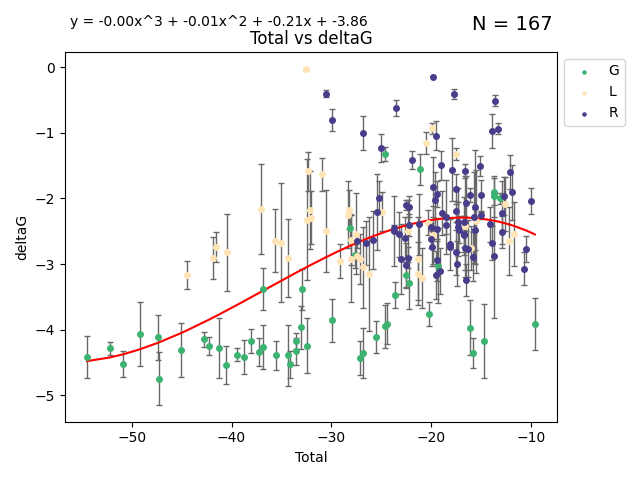 y = -0.00x^3 + -0.01x^2 + -0.21x + -3.86
N = 167
Total vs deltaG
G
L
R
deltaG
0
−1
−2
−3
−4
−5
−50
−40
−30
−20
−10
Total